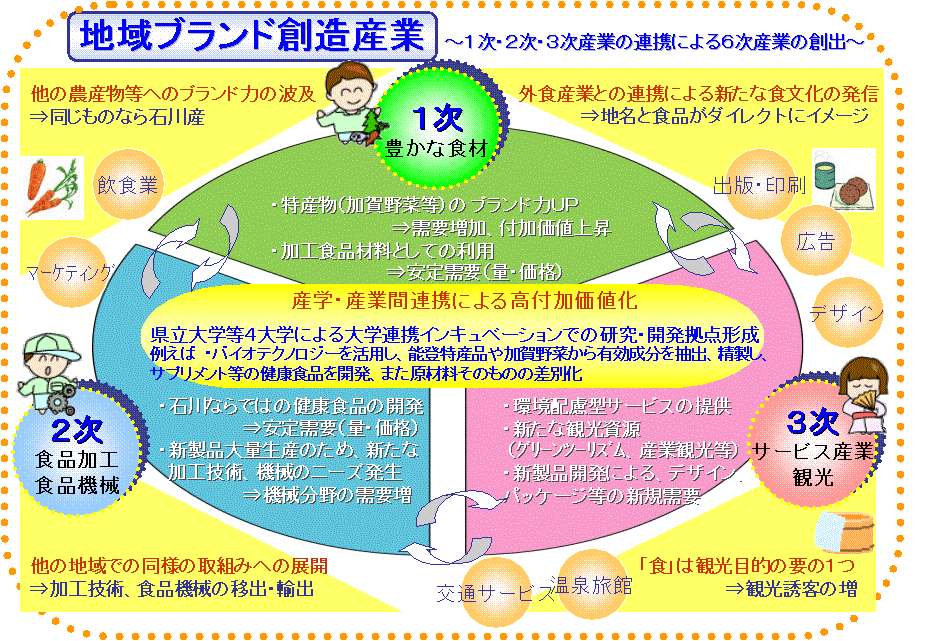 地域ブランド創造産業
～1次・2次・3次産業の連携による6次産業の創出～
他の農産物等へのブランド力の波及
⇒同じものなら石川産
外食産業との連携による新たな食文化の発信
⇒地名と食品がダイレクトにイメージ
1次
豊かな食材
飲食業
マーケティング
出版・印刷
広告
デザイン
・特産物(加賀野菜等)のブランド力UP
⇒需要増加、付加価値上昇
・加工食品材料としての利用
⇒安定需要(量・価格)
産学・産業間連携による高付加価値化
県立大学等4大学による大学連携インキュベーションでの研究・開発拠点形成
例えば ・バイオテクノロジーを活用し、能登特産品や加賀野菜から有効成分を抽出、精製し、
サプリメント等の健康食品を開発、また原材料そのものの差別化
2次
食品加工
食品機械
・石川ならではの健康食品の開発
⇒安定需要(量・価格)
・新製品大量生産のため、新たな
加工技術、機械のニーズ発生
⇒機械分野の需要増
・環境配慮型サービスの提供
・新たな観光資源
(グリーンツーリズム、産業観光等)
・新製品開発による、デザイン、
パッケージ等の新規需要
3次
サービス産業
観光
他の地域での同様の取組みへの展開
⇒加工技術、食品機械の移出・輸出
交通サービス
温泉旅館
「食」は観光目的の要の1つ
⇒観光誘客の増